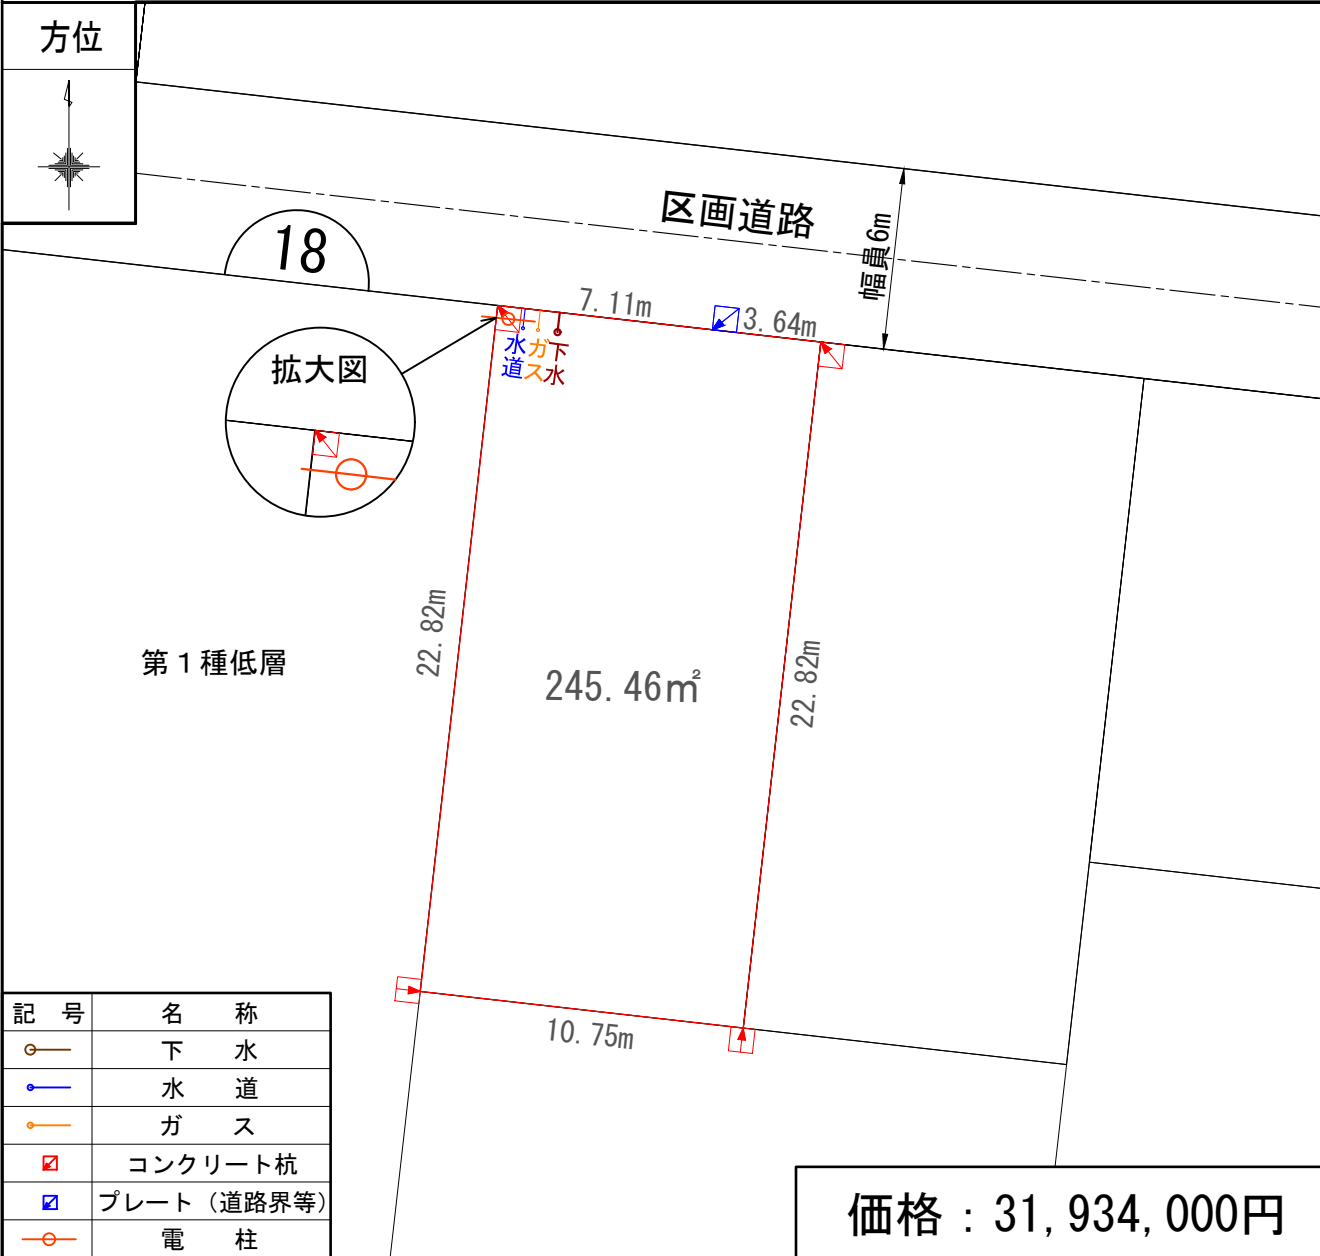 方位
区画道路
幅員6m
18
7.11m
3.64m
水道
ガス
下水
拡大図
22.82m
22.82m
第1種低層
245.46㎡
10.75m
記 号 名 称
下 水
水 道
ガ ス
コンクリート杭
プレート（道路界等）
電 柱
価格：31,934,000円